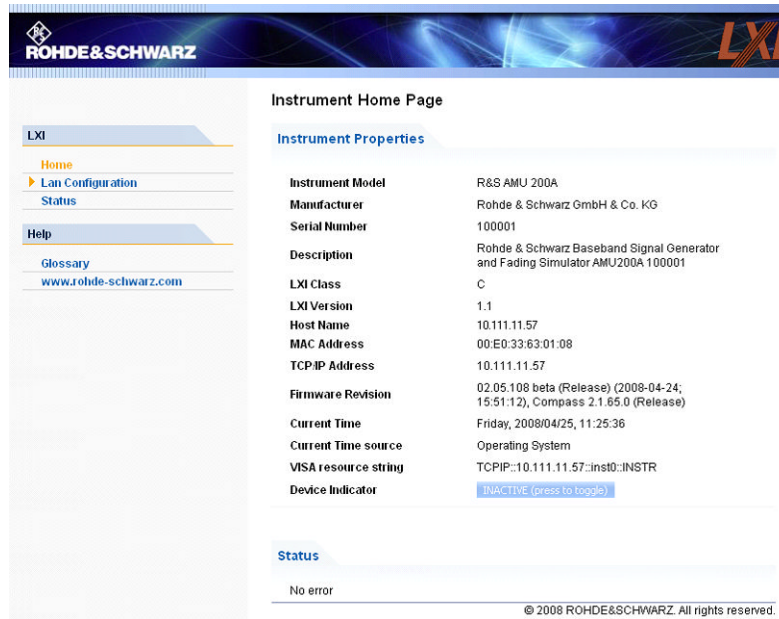 ROHDE&SCHWARZ
LXI
LXI
Home
Lan Configuration
Status
Help
Glossary
www.rohde-schwarz.com
Instrument Home Page
Instrument Properties
Instrument Model R&S AMU 200A
Manufacturer Rohde & Schwarz GmbH & Co. KG
Serial Number 100001
Description Rohde & Schwarz Baseband Signal Generator
and Fading Simulator AMU200A 100001
LXI Class C
LXI Version 1.1
Host Name 10.111.11.57
MAC Address 00:E0:33:63:01:08
TCP/IP Address 10.111.11.57
Firmware Revision 02.05.108 beta (Release) (2008-04-24;
15:51:12), Compass 2.1.65.0 (Release)
Current Time Friday, 2008/04/25, 11:25:36
Current Time source Operating System
VISA resource string TCPIP::10.111.11.57::inst0::INSTR
Device Indicator INACTIVE (press to toggle)
Status
No error
© 2008 ROHDE&SCHWARZ. All rights reserved.